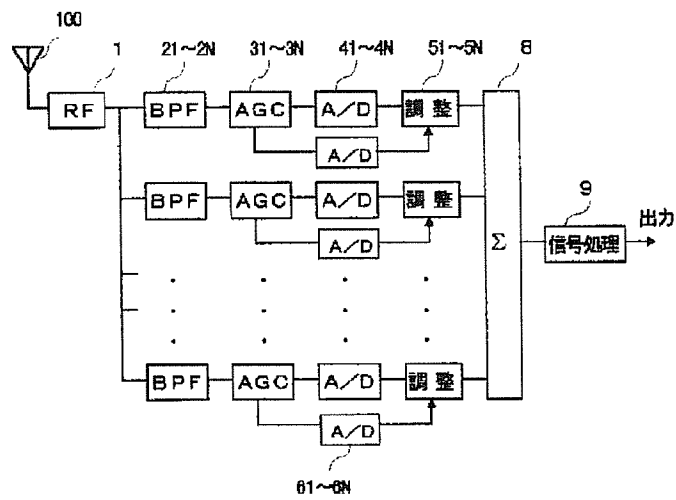 100
1 21～2N 31～3N 41～4N 51～5N 8
RF BPF AGC A/D 調整
A/D
BPF AGC A/D 調整
A/D
Σ
9
信号処理
出力
BPF AGC A/D 調整
A/D
61～6N